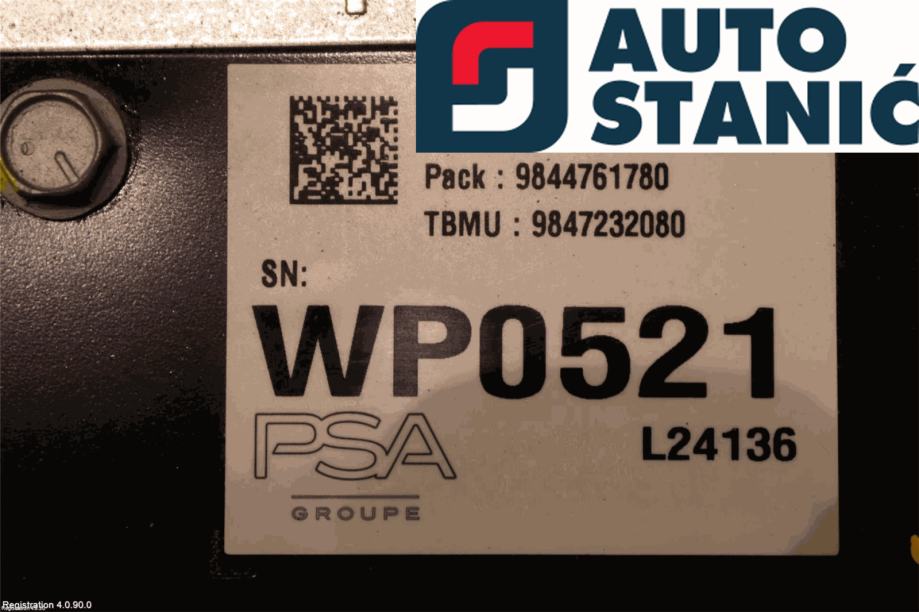 AUTO
STANIĆ
Pack : 9844761780
TBMU : 9847232080
SN:
WP0521
PSA
L24136
GROUPE
Registration 4.0.90.0